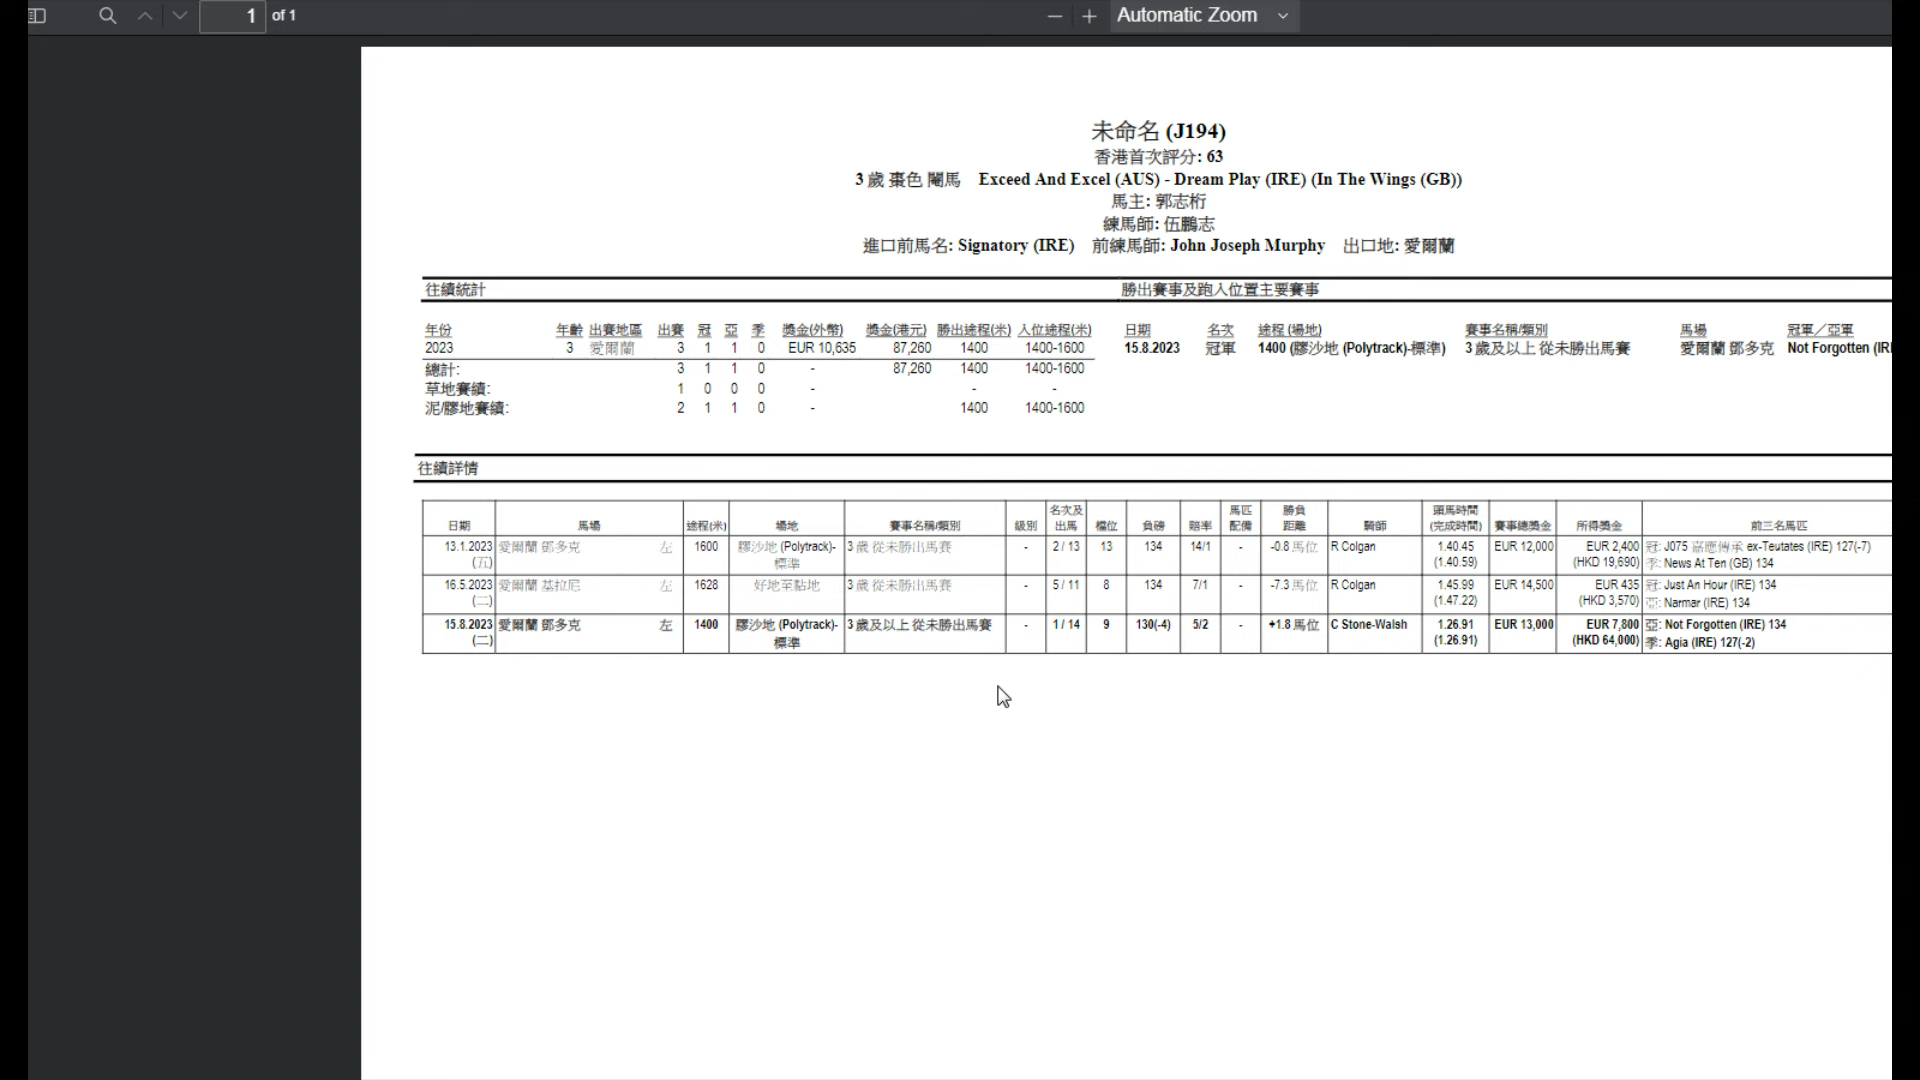 1 of 1 Automatic Zoom
未命名 (J194)
香港首次評分: 63
3 歲 棗色 閹馬 Exceed And Excel (AUS) - Dream Play (IRE) (In The Wings (GB))
馬主: 郭志桁
練馬師: 伍鵬志
進口前馬名: Signatory (IRE) 前練馬師: John Joseph Murphy 出口地: 愛爾蘭
往績統計 勝出賽事及跑入位置主要賽事
年份 年齡 出賽地區 出賽 冠 亞 季 獎金(外幣) 獎金(港元) 勝出途程(米) 入位途程(米) 日期 名次 途程 (場地) 賽事名稱/類別 馬場 冠軍／亞軍
2023 3 愛爾蘭 3 1 1 0 EUR 10,635 87,260 1400 1400-1600 15.8.2023 冠軍 1400 (膠沙地 (Polytrack)-標準) 3 歲及以上 從未勝出馬賽 愛爾蘭 鄧多克 Not Forgotten (IR
總計: 3 1 1 0 - 87,260 1400 1400-1600
草地賽績: 1 0 0 0 - - -
泥/膠地賽績: 2 1 1 0 - 1400 1400-1600
往績詳情
日期 馬場 途程(米) 場地 賽事名稱/類別 級別 名次及出馬 檔位 負磅 賠率 馬匹配備 勝負距離 騎師 頭馬時間(完成時間) 賽事總獎金 所得獎金 前三名馬匹
13.1.2023 愛爾蘭 鄧多克 左 1600 膠沙地 (Polytrack)- 3 歲 從未勝出馬賽 - 2 / 13 13 134 14/1 - -0.8 馬位 R Colgan 1.40.45 EUR 12,000 EUR 2,400 冠: J075 嘉應傳承 ex-Teutates (IRE) 127(-7)
(五) 標準 (1.40.59) (HKD 19,690) 季: News At Ten (GB) 134
16.5.2023 愛爾蘭 基拉尼 左 1628 好地至黏地 3 歲 從未勝出馬賽 - 5 / 11 8 134 7/1 - -7.3 馬位 R Colgan 1.45.99 EUR 14,500 EUR 435 冠: Just An Hour (IRE) 134
(二) (1.47.22) (HKD 3,570) 亞: Narmar (IRE) 134
15.8.2023 愛爾蘭 鄧多克 左 1400 膠沙地 (Polytrack)- 3 歲及以上 從未勝出馬賽 - 1 / 14 9 130(-4) 5/2 - +1.8 馬位 C Stone-Walsh 1.26.91 EUR 13,000 EUR 7,800 亞: Not Forgotten (IRE) 134
(二) 標準 (1.26.91) (HKD 64,000) 季: Agia (IRE) 127(-2)